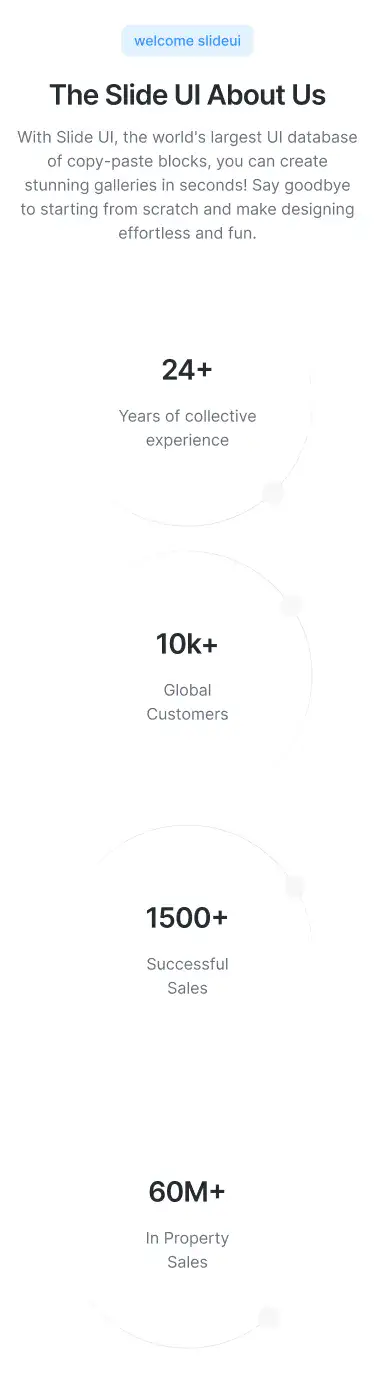 welcome slideui
The Slide UI About Us
With Slide UI, the world's largest UI database
of copy-paste blocks, you can create
stunning galleries in seconds! Say goodbye
to starting from scratch and make designing
effortless and fun.
24+
Years of collective
experience
10k+
Global
Customers
1500+
Successful
Sales
60M+
In Property
Sales